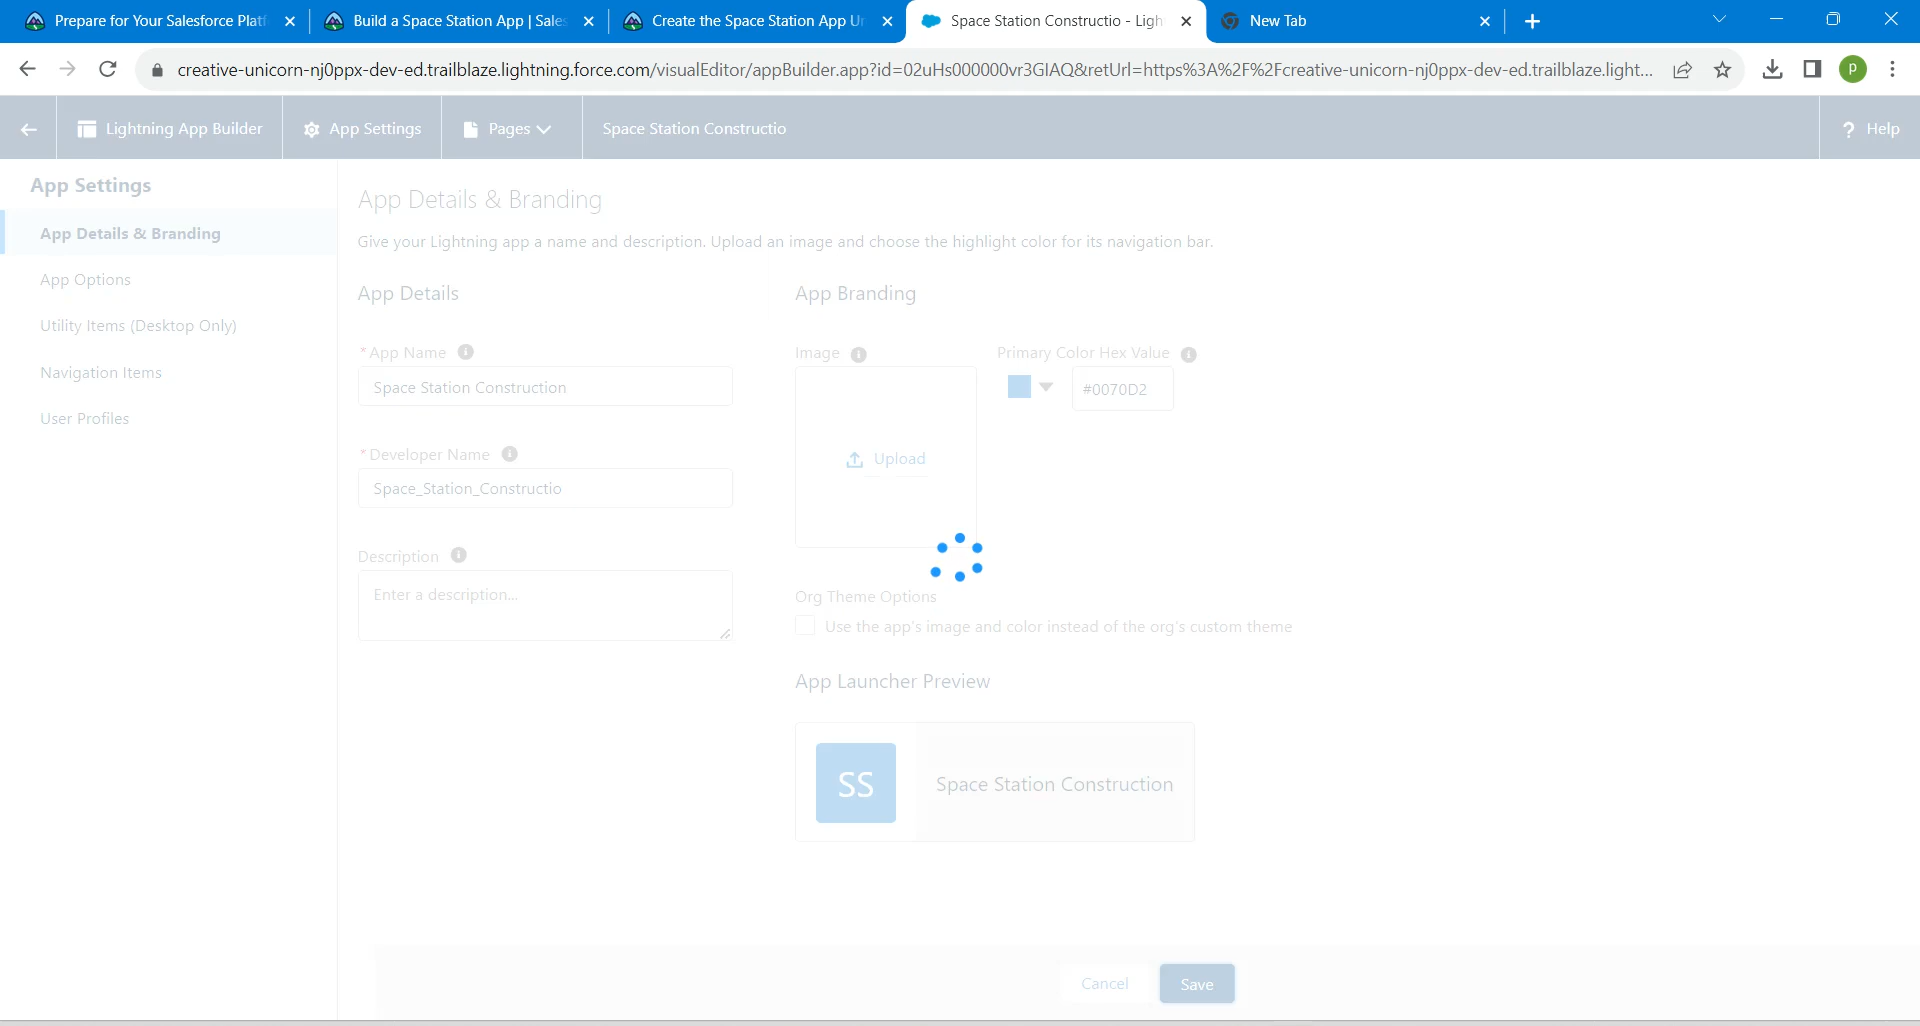 Prepare for Your Salesforce Platf
Build a Space Station App | Sales
Create the Space Station App Ur
Space Station Constructio - Ligh
New Tab
creative-unicorn-nj0ppx-dev-ed.trailblaze.lightning.force.com/visualEditor/appBuilder.app?id=02uHs000000vr3GIAQ&retUrl=https%3A%2F%2Fcreative-unicorn-nj0ppx-dev-ed.trailblaze.light...
p
Lightning App Builder
App Settings
Pages
Space Station Constructio
? Help
App Settings
App Details & Branding
App Options
Utility Items (Desktop Only)
Navigation Items
User Profiles
App Details & Branding
Give your Lightning app a name and description. Upload an image and choose the highlight color for its navigation bar.
App Details
*App Name
Space Station Construction
*Developer Name
Space_Station_Constructio
Description
Enter a description...
App Branding
Image
Primary Color Hex Value
#0070D2
Upload
Org Theme Options
Use the app's image and color instead of the org's custom theme
App Launcher Preview
SS
Space Station Construction
Cancel
Save